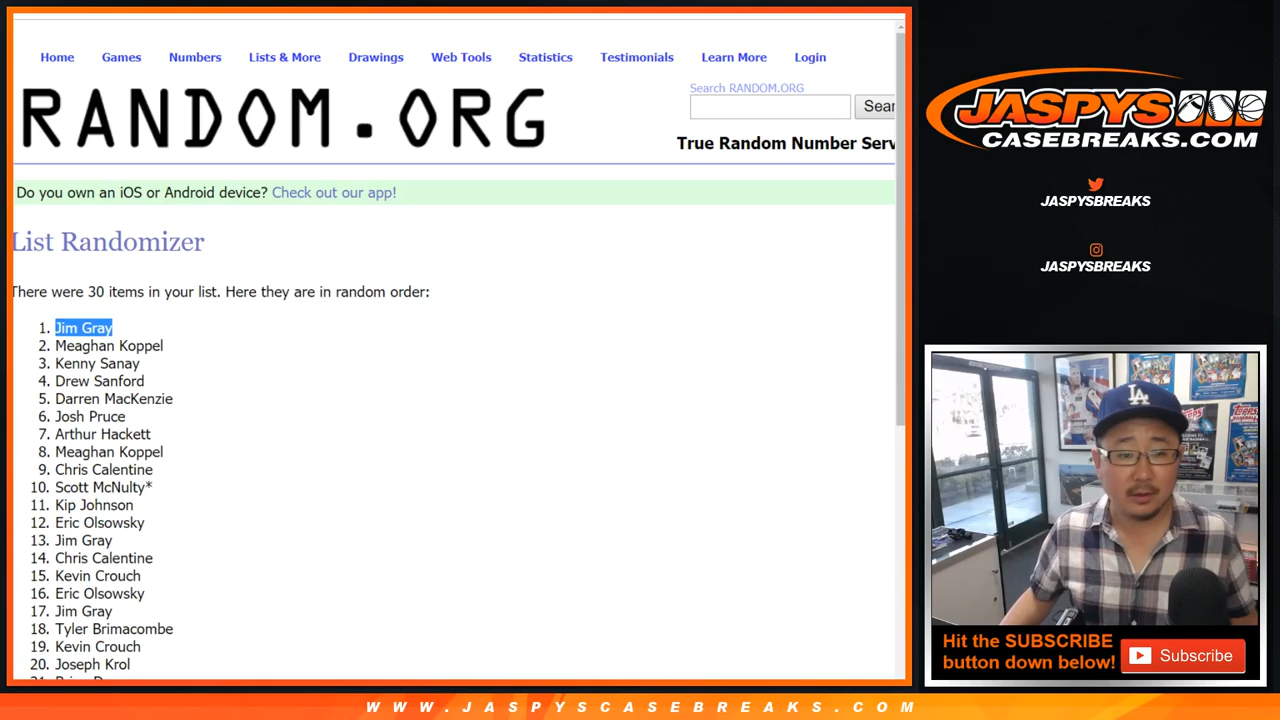 Home Games Numbers Lists & More Drawings Web Tools Statistics Testimonials Learn More Login
Search RANDOM.ORG
RANDOM.ORG
True Random Number Serv
Do you own an iOS or Android device? Check out our app!
List Randomizer
There were 30 items in your list. Here they are in random order:
1. Jim Gray
2. Meaghan Koppel
3. Kenny Sanay
4. Drew Sanford
5. Darren MacKenzie
6. Josh Pruce
7. Arthur Hackett
8. Meaghan Koppel
9. Chris Calentine
10. Scott McNulty*
11. Kip Johnson
12. Eric Olsowsky
13. Jim Gray
14. Chris Calentine
15. Kevin Crouch
16. Eric Olsowsky
17. Jim Gray
18. Tyler Brimacombe
19. Kevin Crouch
20. Joseph Krol
JASPYS
CASEBREAKS.COM
JASPYSBREAKS
JASPYSBREAKS
LA
Topps
Hit the SUBSCRIBE
button down below!
Subscribe
WWW.JASPYSCASEBREAKS.COM